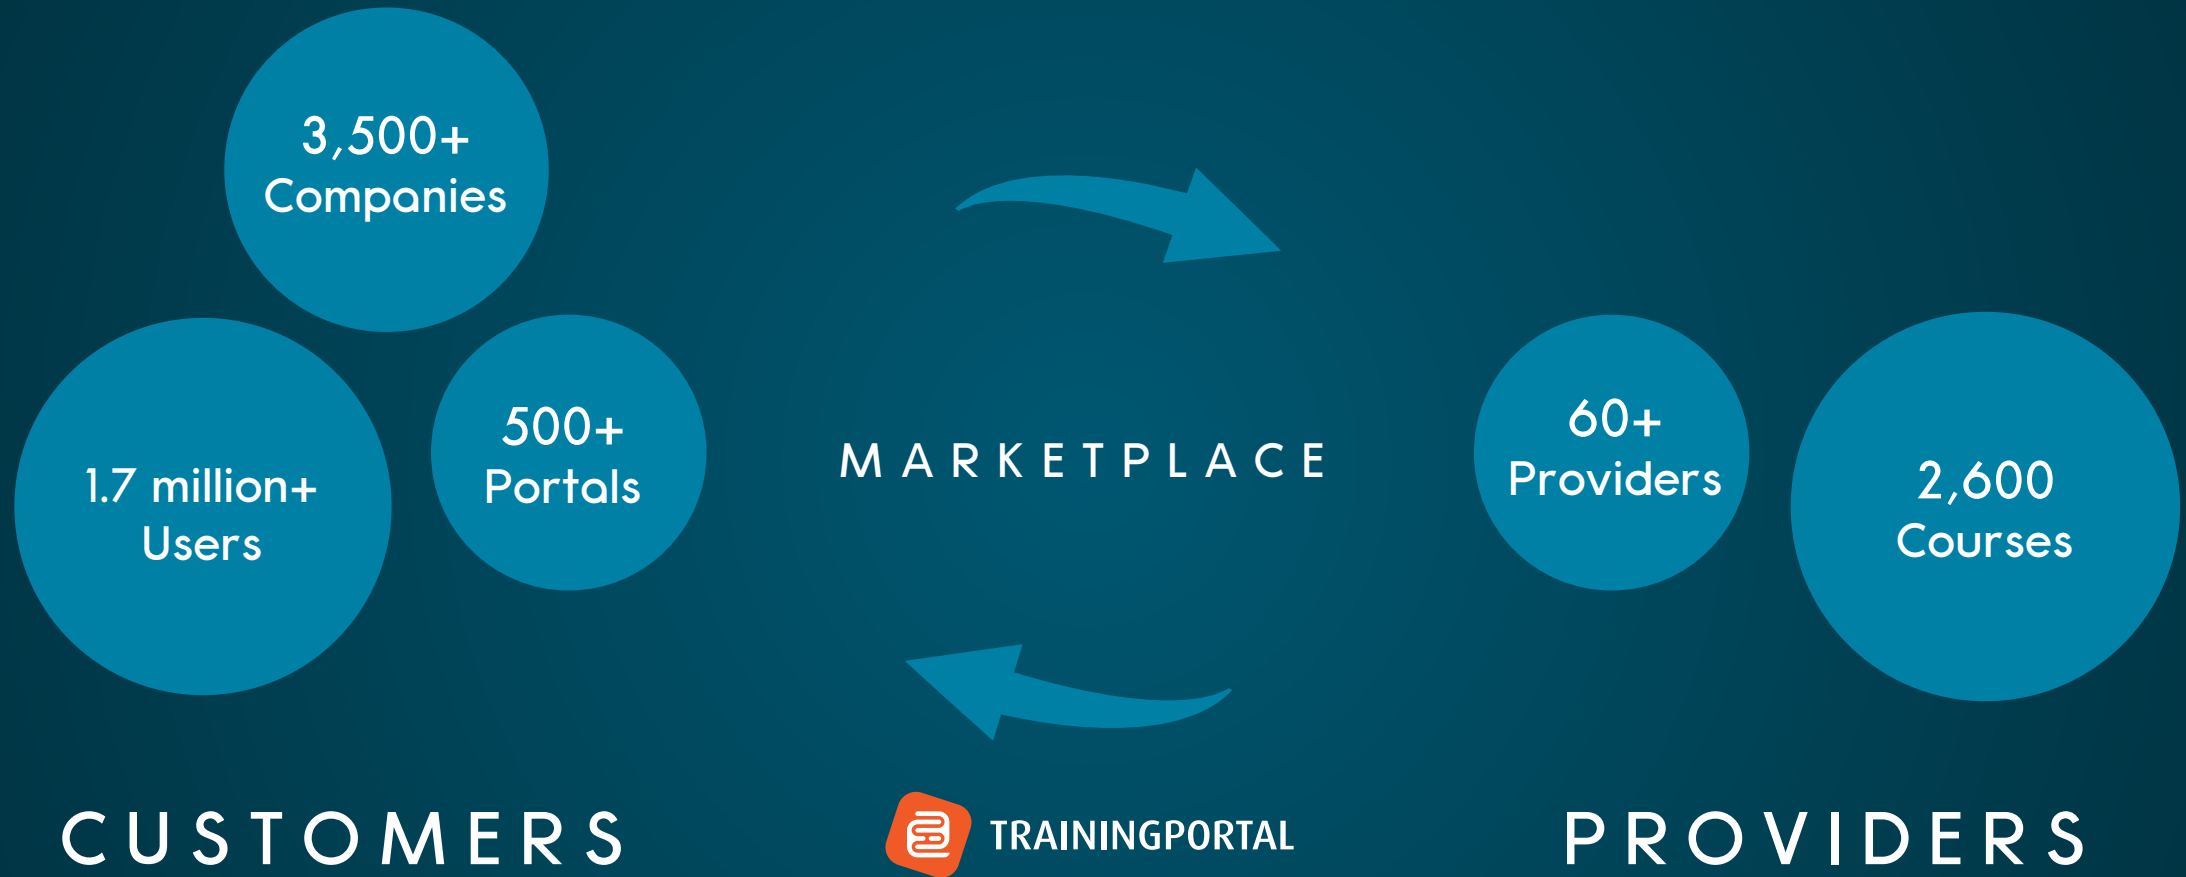 3,500+
Companies
1.7 million+
Users
500+
Portals
MARKETPLACE
60+
Providers
2,600
Courses
CUSTOMERS
TRAININGPORTAL
PROVIDERS